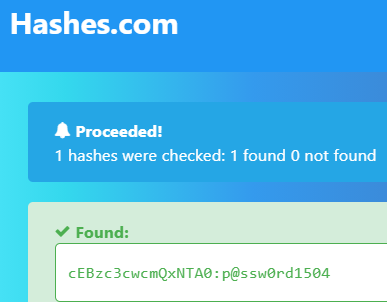 Hashes.com
Proceeded!
1 hashes were checked: 1 found 0 not found
Found:
cEBzc3cwcmQxNTA0:p@ssw0rd1504